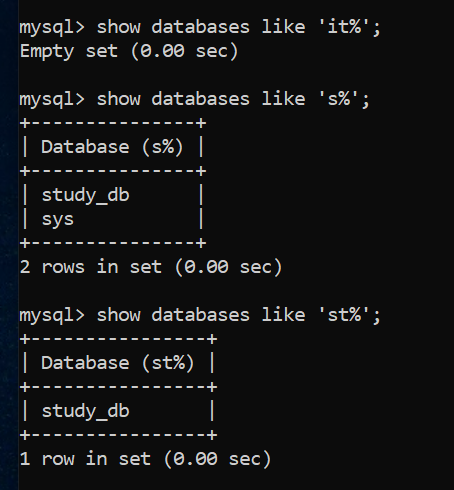 mysql> show databases like 'it%';
Empty set (0.00 sec)

mysql> show databases like 's%';
+---------------+
| Database (s%) |
+---------------+
| study_db      |
| sys           |
+---------------+
2 rows in set (0.00 sec)

mysql> show databases like 'st%';
+----------------+
| Database (st%) |
+----------------+
| study_db       |
+----------------+
1 row in set (0.00 sec)